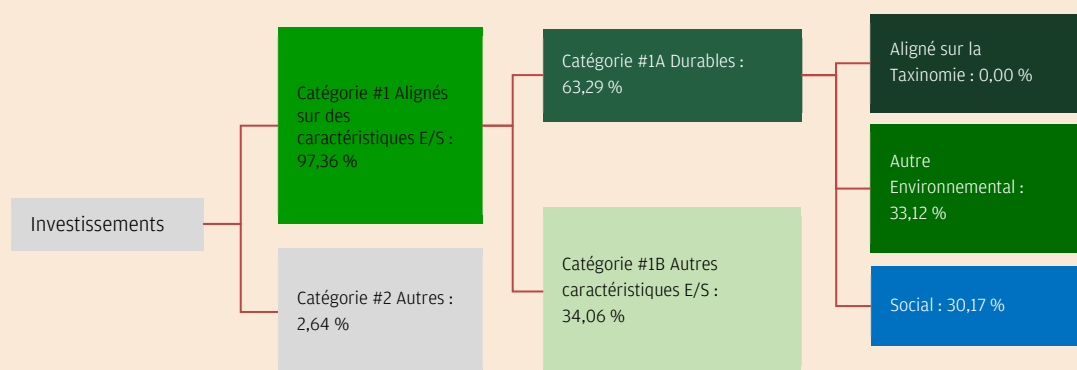 Investissements
Catégorie #1 Alignés
sur des
caractéristiques E/S :
97,36 %
Catégorie #2 Autres :
2,64 %
Catégorie #1A Durables :
63,29 %
Catégorie #1B Autres
caractéristiques E/S :
34,06 %
Aligné sur la
Taxinomie : 0,00 %
Autre
Environnemental :
33,12 %
Social : 30,17 %